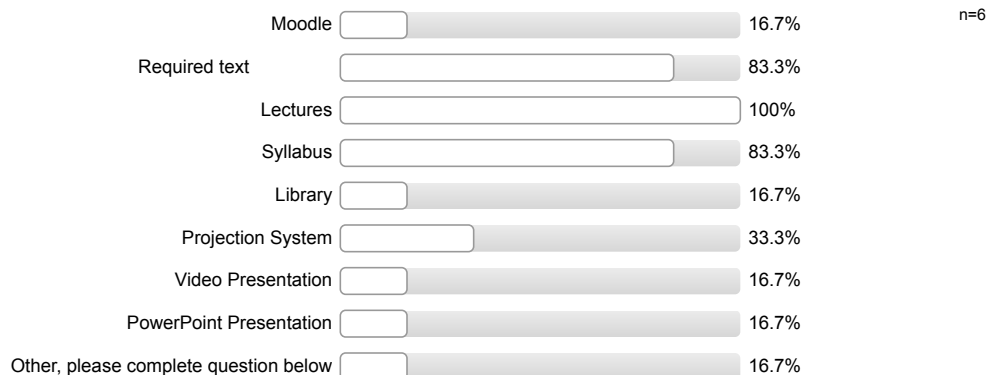 n=6
Moodle 16.7%
Required text 83.3%
Lectures 100%
Syllabus 83.3%
Library 16.7%
Projection System 33.3%
Video Presentation 16.7%
PowerPoint Presentation 16.7%
Other, please complete question below 16.7%